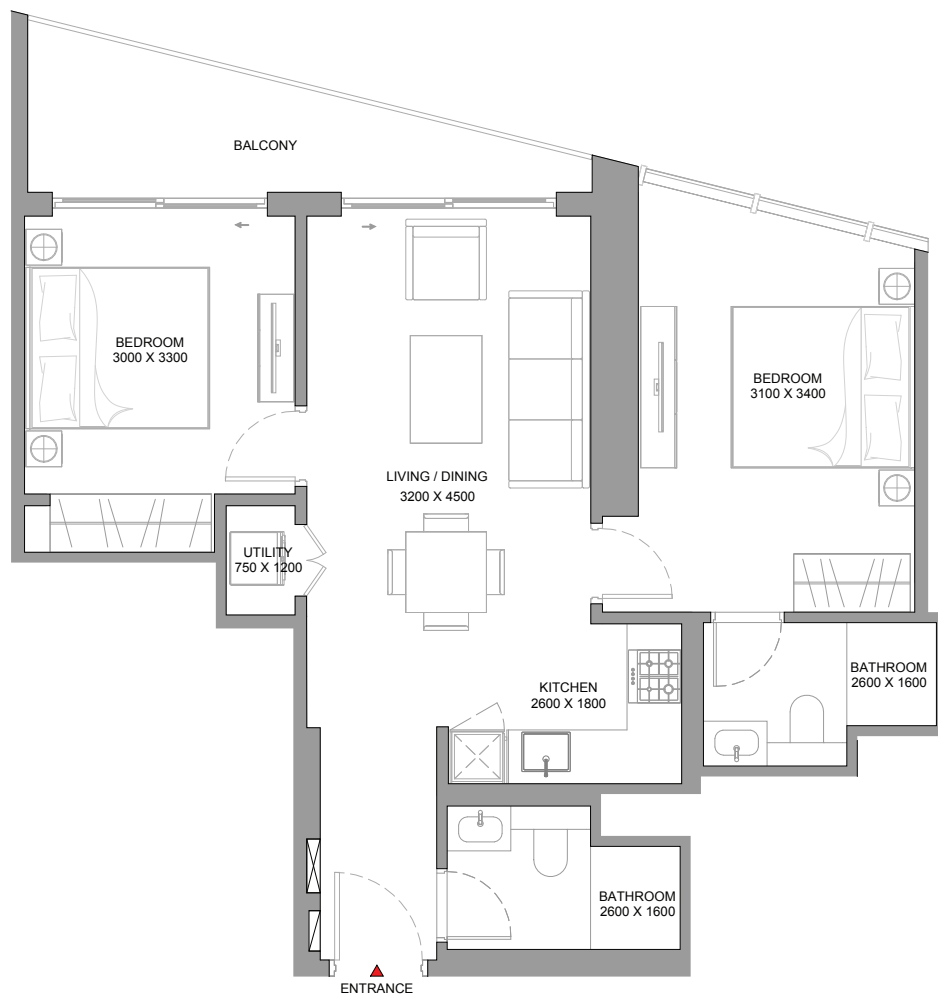 BALCONY
BEDROOM
3000 X 3300
BEDROOM
3100 X 3400
LIVING / DINING
3200 X 4500
UTILITY
750 X 1200
KITCHEN
2600 X 1800
BATHROOM
2600 X 1600
BATHROOM
2600 X 1600
ENTRANCE